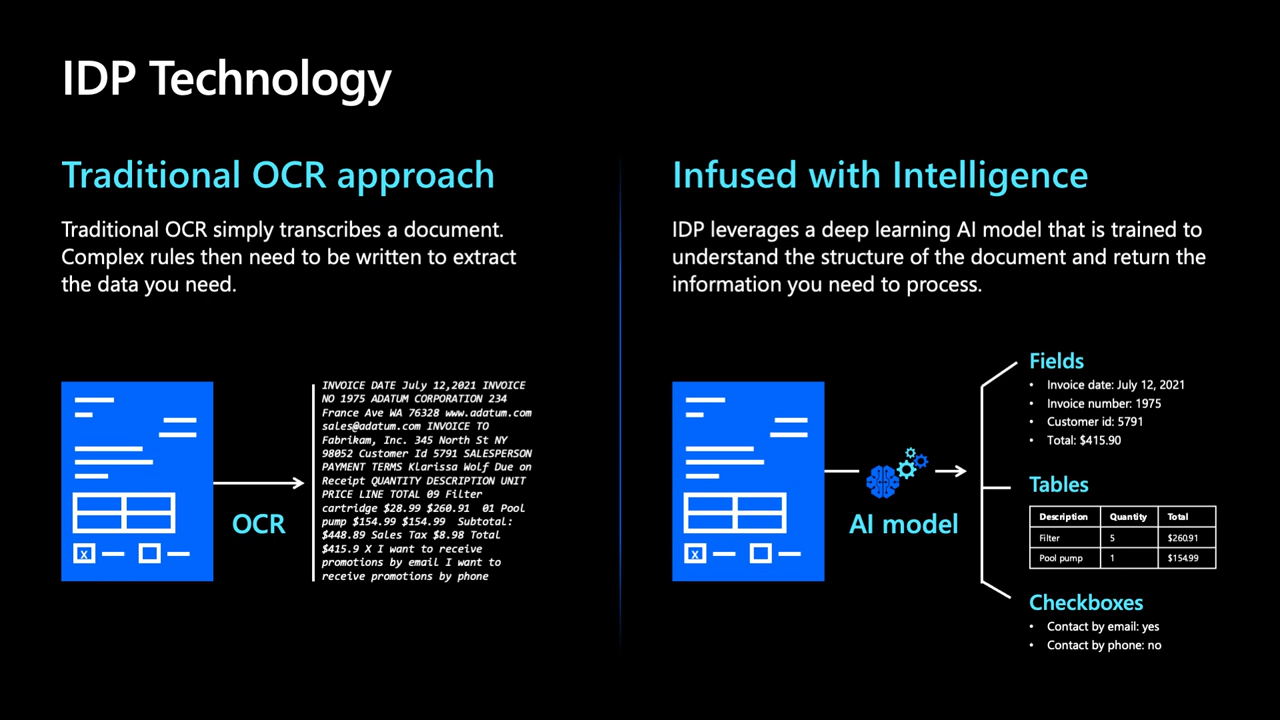 IDP Technology
Traditional OCR approach
Traditional OCR simply transcribes a document.
Complex rules then need to be written to extract
the data you need.
OCR
INVOICE DATE July 12,2021 INVOICE
NO 1975 ADATUM CORPORATION 234
France Ave WA 76328 www.adatum.com
sales@adatum.com INVOICE TO
Fabrikam, Inc. 345 North St NY
98052 Customer Id 5791 SALESPERSON
PAYMENT TERMS Klarissa Wolf Due on
Receipt QUANTITY DESCRIPTION UNIT
PRICE LINE TOTAL 09 Filter
cartridge $28.99 $260.91  01 Pool
pump $154.99 $154.99  Subtotal:
$448.89 Sales Tax $8.98 Total
$415.9 X I want to receive
promotions by email I want to
receive promotions by phone
x
Infused with Intelligence
IDP leverages a deep learning AI model that is trained to
understand the structure of the document and return the
information you need to process.
x
AI model
Fields
• Invoice date: July 12, 2021
• Invoice number: 1975
• Customer id: 5791
• Total: $415.90
Tables
Description Quantity Total
Filter 5 $260.91
Pool pump 1 $154.99
Checkboxes
• Contact by email: yes
• Contact by phone: no